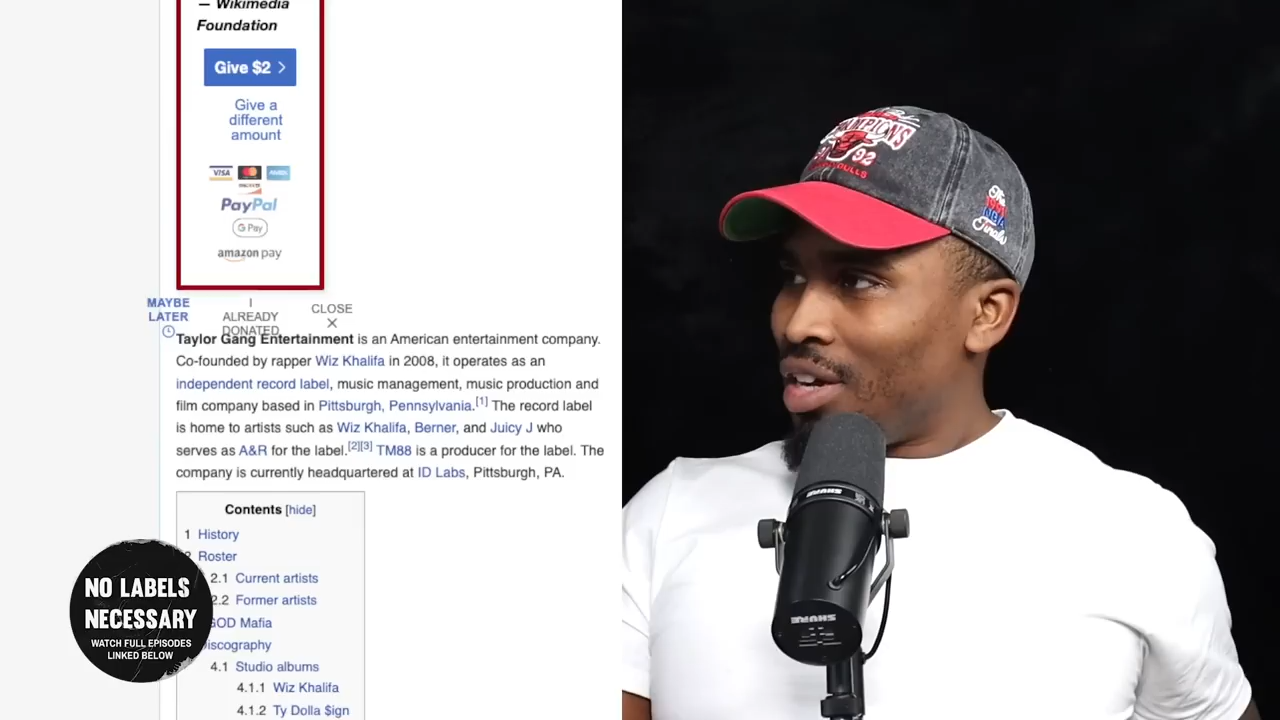 — Wikimedia
Foundation
Give $2 >
Give a
different
amount
VISA
PayPal
G Pay
amazon pay
MAYBE
LATER
I
ALREADY
DONATED
CLOSE
Taylor Gang Entertainment is an American entertainment company.
Co-founded by rapper Wiz Khalifa in 2008, it operates as an
independent record label, music management, music production and
film company based in Pittsburgh, Pennsylvania.[1] The record label
is home to artists such as Wiz Khalifa, Berner, and Juicy J who
serves as A&R for the label.[2][3] TM88 is a producer for the label. The
company is currently headquartered at ID Labs, Pittsburgh, PA.
Contents [hide]
1 History
Roster
2.1 Current artists
2.2 Former artists
GOD Mafia
iscography
4.1 Studio albums
4.1.1 Wiz Khalifa
4.1.2 Ty Dolla $ign
NO LABELS
NECESSARY
WATCH FULL EPISODES
LINKED BELOW
92
The
1991
NBA
Finals
SHURE
SHURE